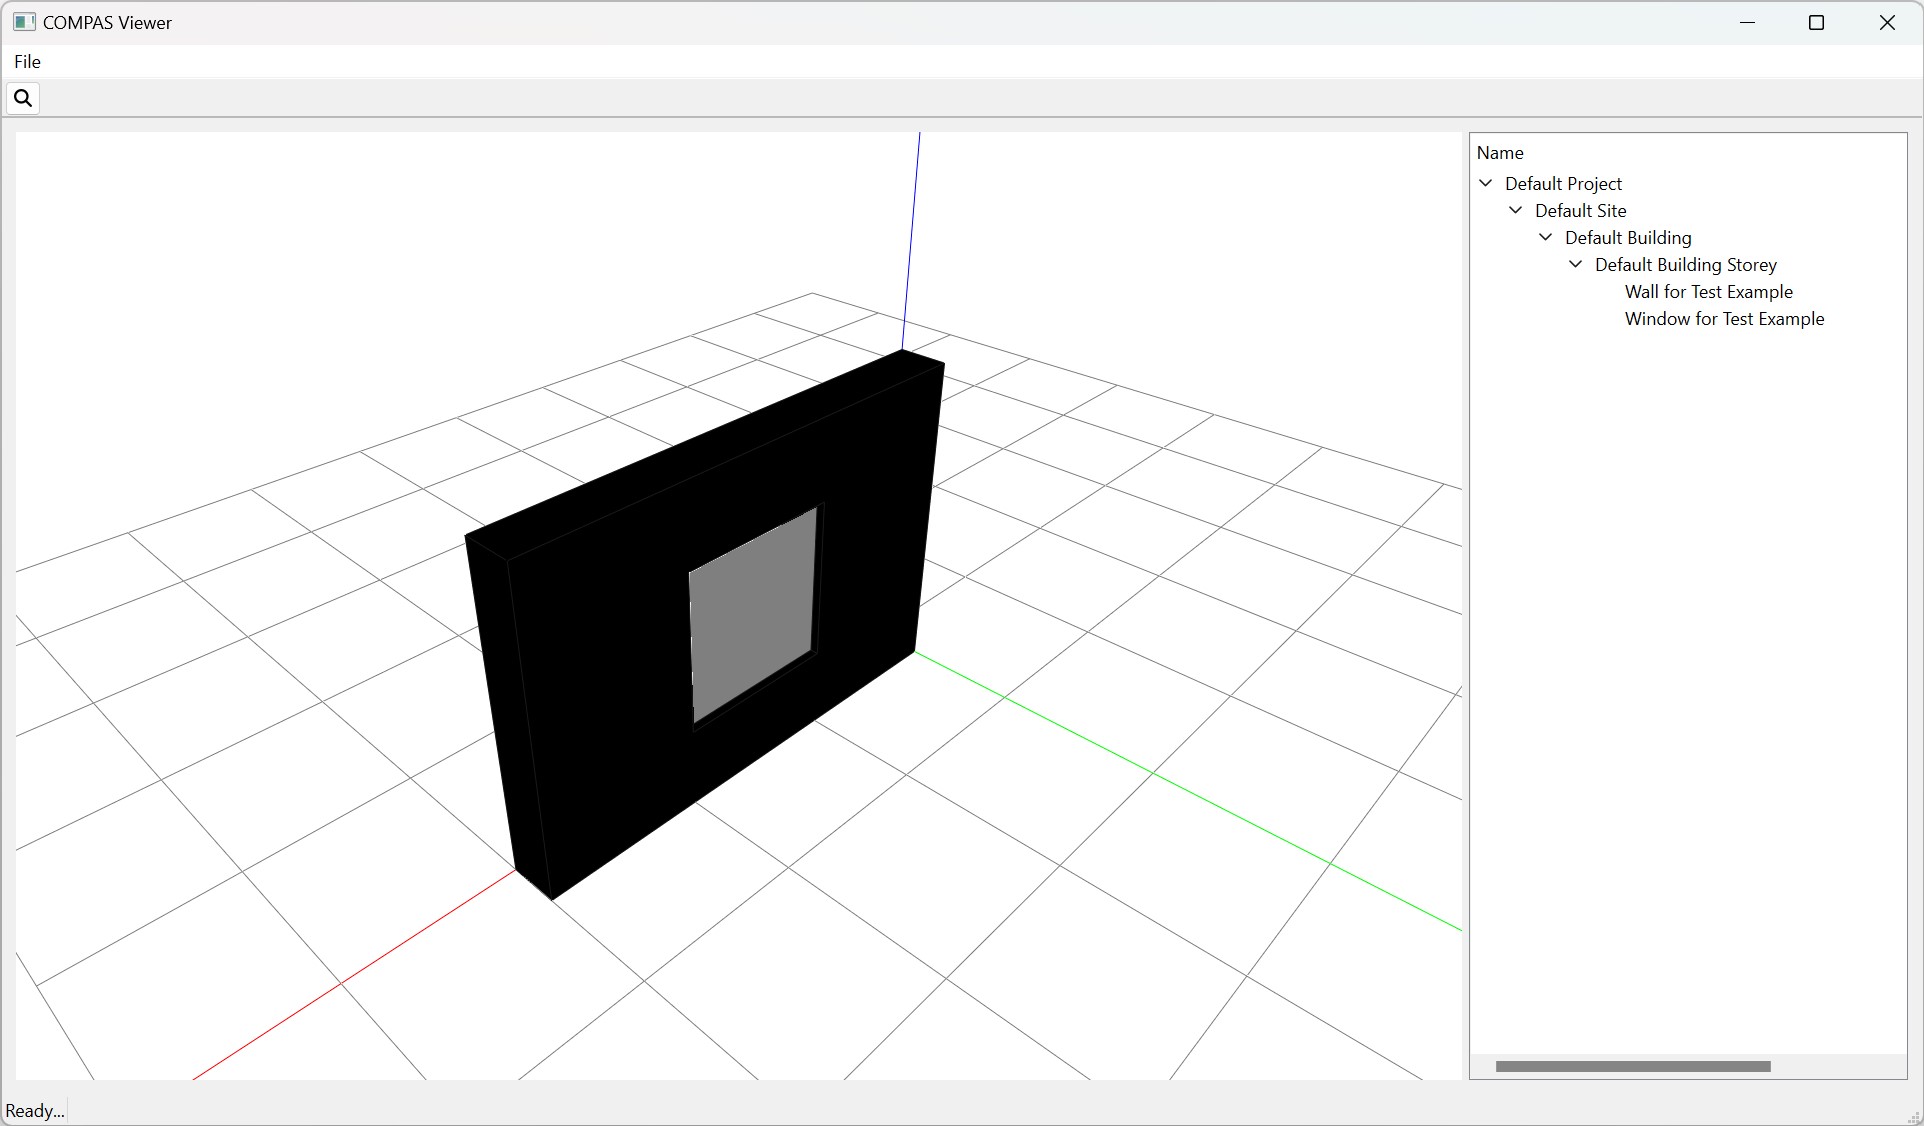 COMPAS Viewer
File
Name
Default Project
Default Site
Default Building
Default Building Storey
Wall for Test Example
Window for Test Example
Ready...